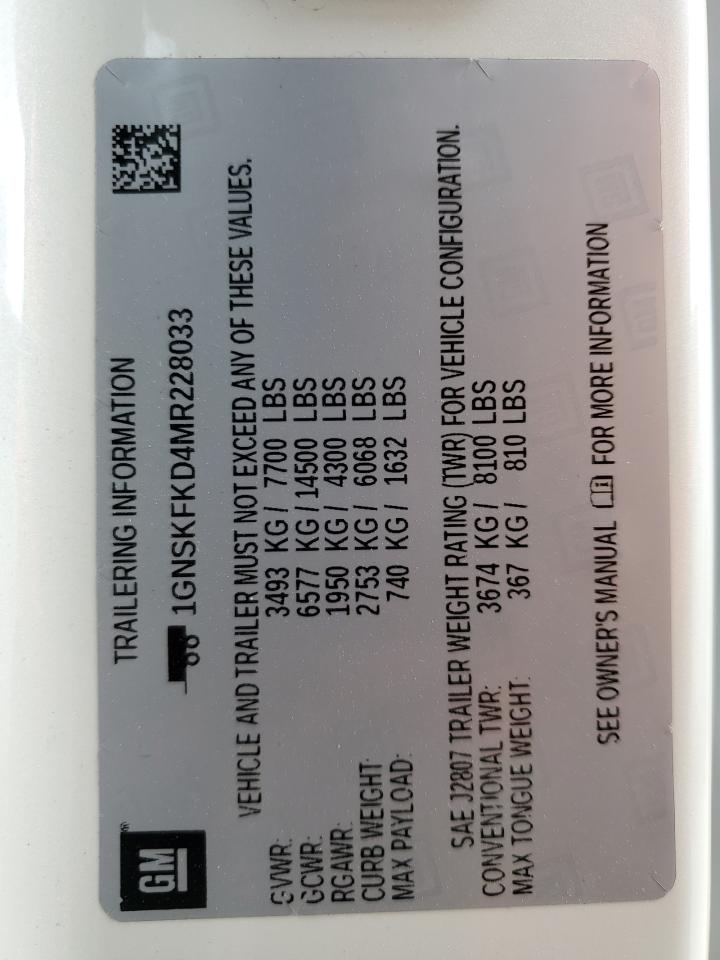 GM®
TRAILERING INFORMATION
1GNSKFKD4MR228033
VEHICLE AND TRAILER MUST NOT EXCEED ANY OF THESE VALUES.
GVWR: 3493 KG / 7700 LBS
GCWR: 6577 KG / 14500 LBS
RGAWR: 1950 KG / 4300 LBS
CURB WEIGHT: 2753 KG / 6068 LBS
MAX PAYLOAD: 740 KG / 1632 LBS
SAE J2807 TRAILER WEIGHT RATING (TWR) FOR VEHICLE CONFIGURATION.
CONVENTIONAL TWR: 3674 KG / 8100 LBS
MAX TONGUE WEIGHT: 367 KG / 810 LBS
SEE OWNER'S MANUAL FOR MORE INFORMATION